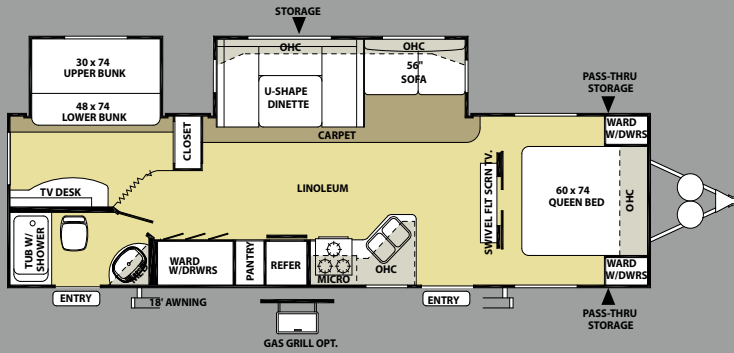 STORAGE
OHC
OHC
30 x 74
UPPER BUNK
48 x 74
LOWER BUNK
U-SHAPE
DINETTE
56"
SOFA
PASS-THRU
STORAGE
WARD
W/DWRS
CLOSET
CARPET
TV DESK
LINOLEUM
SWIVEL FLT SCRN TV.
60 x 74
QUEEN BED
OHC
TUB W/
SHOWER
MED
WARD
W/DRWRS
PANTRY
REFER
MICRO
OHC
WARD
W/DWRS
ENTRY
18' AWNING
ENTRY
GAS GRILL OPT.
PASS-THRU
STORAGE